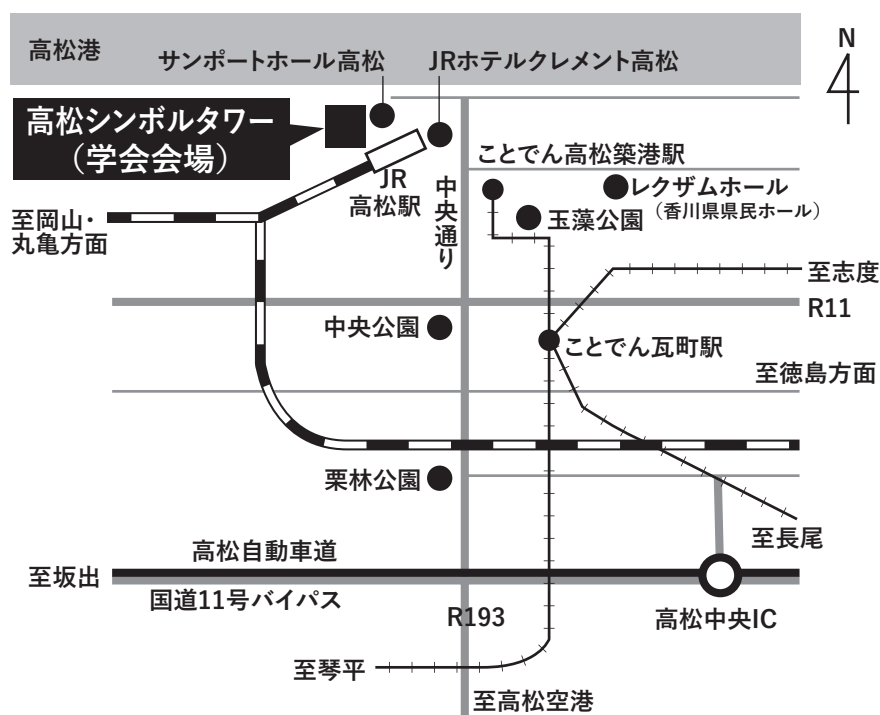 高松港
サンポートホール高松
JRホテルクレメント高松
N
高松シンボルタワー
（学会会場）
JR
高松駅
中央通り
ことでん高松築港駅
レクザムホール
（香川県県民ホール）
玉藻公園
至岡山・
丸亀方面
至志度
R11
中央公園
ことでん瓦町駅
至徳島方面
栗林公園
至長尾
高松自動車道
至坂出
国道11号バイパス
R193
高松中央IC
至琴平
至高松空港